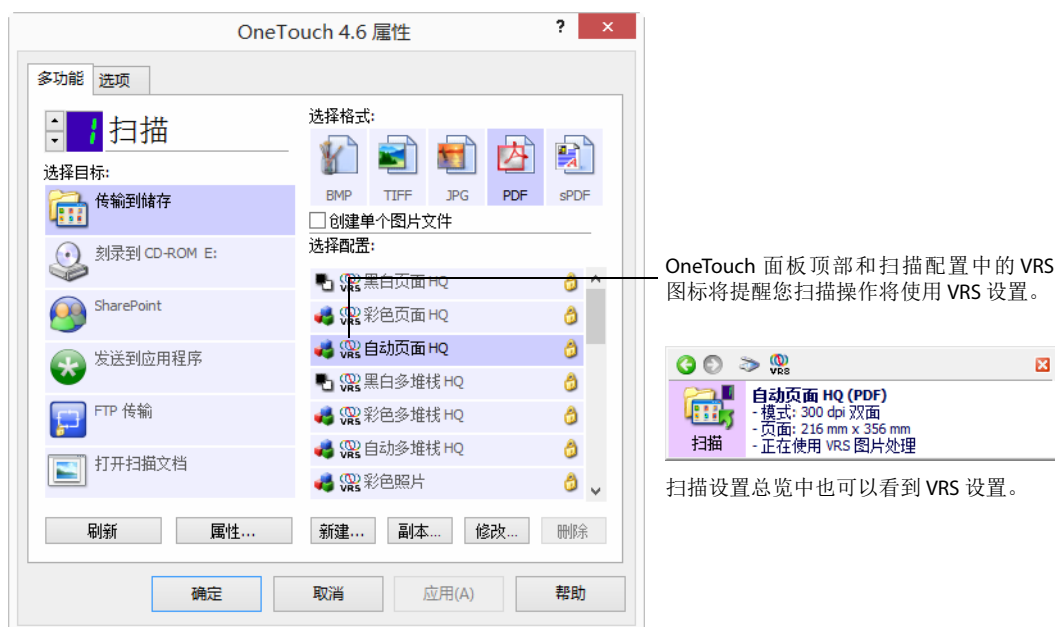 OneTouch 4.6 属性
?
×
多功能
选项
1 扫描
选择目标:
传输到储存
刻录到 CD-ROM E:
SharePoint
发送到应用程序
FTP 传输
打开扫描文档
选择格式:
BMP TIFF JPG PDF sPDF
创建单个图片文件
选择配置:
VRS 黑白页面 HQ
VRS 彩色页面 HQ
VRS 自动页面 HQ
VRS 黑白多堆栈 HQ
VRS 彩色多堆栈 HQ
VRS 自动多堆栈 HQ
VRS 彩色照片
刷新 属性... 新建... 副本... 修改... 删除
确定 取消 应用(A) 帮助
OneTouch 面板顶部和扫描配置中的 VRS
图标将提醒您扫描操作将使用 VRS 设置。
VRS
扫描
自动页面 HQ (PDF)
- 模式: 300 dpi 双面
- 页面: 216 mm x 356 mm
- 正在使用 VRS 图片处理
扫描设置总览中也可以看到 VRS 设置。